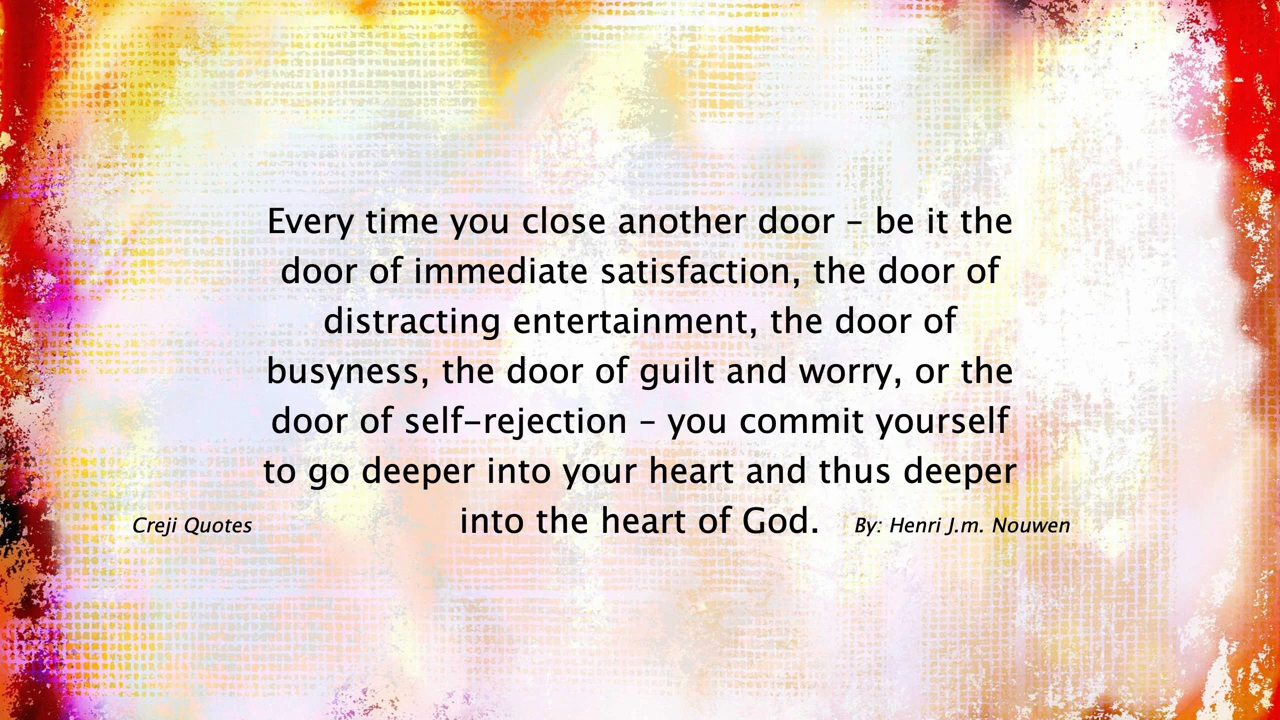 Every time you close another door – be it the
door of immediate satisfaction, the door of
distracting entertainment, the door of
busyness, the door of guilt and worry, or the
door of self-rejection – you commit yourself
to go deeper into your heart and thus deeper
into the heart of God.
Creji Quotes
By: Henri J.m. Nouwen